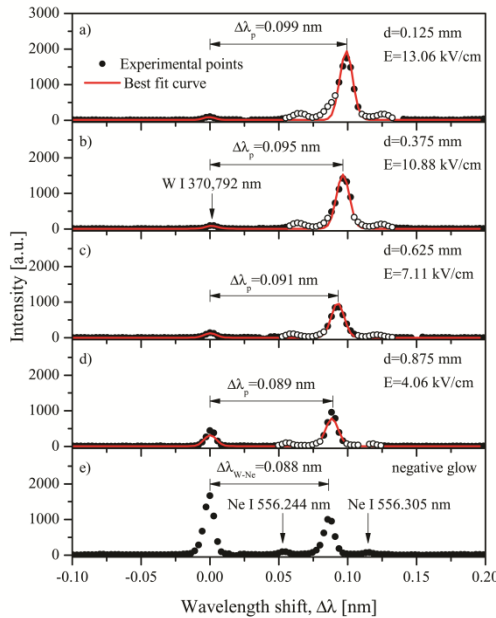 3000
a)
Δλp=0.099 nm
d=0.125 mm
E=13.06 kV/cm
Experimental points
Best fit curve
2000
1000
0
b)
Δλp=0.095 nm
d=0.375 mm
E=10.88 kV/cm
W I 370,792 nm
2000
1000
0
c)
Δλp=0.091 nm
d=0.625 mm
E=7.11 kV/cm
2000
1000
0
d)
Δλp=0.089 nm
d=0.875 mm
E=4.06 kV/cm
2000
1000
0
e)
ΔλW-Ne=0.088 nm
negative glow
Ne I 556.244 nm
Ne I 556.305 nm
2000
1000
0
Intensity [a.u.]
-0.10 -0.05 0.00 0.05 0.10 0.15 0.20
Wavelength shift, Δλ [nm]